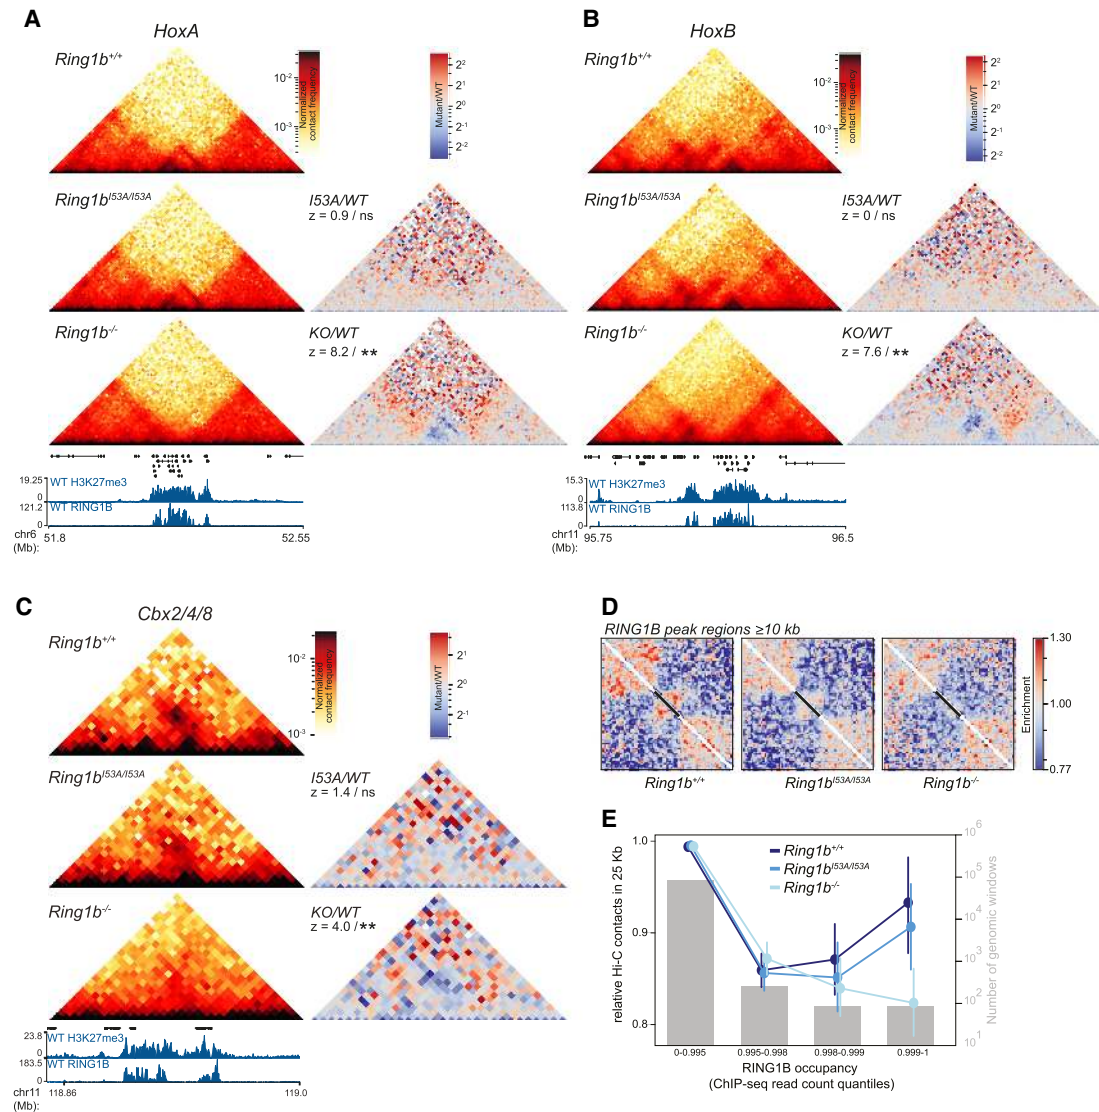 A
HoxA
Ring1b+/+
10-2
10-3
Normalized
contact frequency
Mutant/WT
22
21
20
2-1
2-2
Ring1bI53A/I53A
I53A/WT
z = 0.9 / ns
Ring1b-/-
KO/WT
z = 8.2 / **
19.25
WT H3K27me3
0
121.2
WT RING1B
0
chr6
(Mb):
51.8
52.55
B
HoxB
Ring1b+/+
10-2
10-3
Normalized
contact frequency
Mutant/WT
22
21
20
2-1
2-2
Ring1bI53A/I53A
I53A/WT
z = 0 / ns
Ring1b-/-
KO/WT
z = 7.6 / **
15.3
WT H3K27me3
0
113.8
WT RING1B
0
chr11
(Mb):
95.75
96.5
C
Cbx2/4/8
Ring1b+/+
10-2
10-3
Normalized
contact frequency
Mutant/WT
21
20
2-1
Ring1bI53A/I53A
I53A/WT
z = 1.4 / ns
Ring1b-/-
KO/WT
z = 4.0 / **
23.8
WT H3K27me3
0
183.5
WT RING1B
0
chr11
(Mb):
118.86
119.0
D
RING1B peak regions ≥10 kb
Ring1b+/+
Ring1bI53A/I53A
Ring1b-/-
1.30
1.00
0.77
Enrichment
E
relative Hi-C contacts in 25 Kb
1.0
0.9
0.8
Ring1b+/+
Ring1bI53A/I53A
Ring1b-/-
106
105
104
103
102
101
Number of genomic windows
0-0.995
0.995-0.998
0.998-0.999
0.999-1
RING1B occupancy
(ChIP-seq read count quantiles)